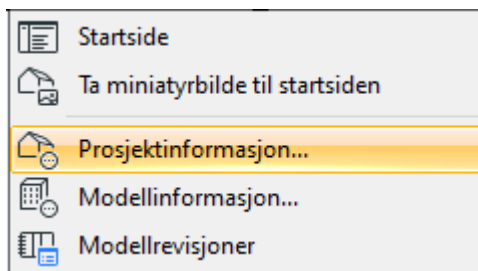 Startside
Ta miniatyrbilde til startsiden
Prosjektinformasjon...
Modellinformasjon...
Modellrevisjoner